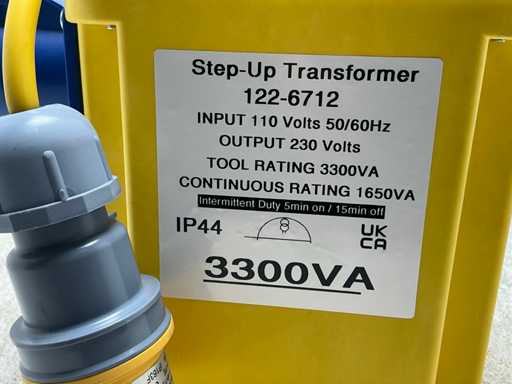 Step-Up Transformer
122-6712
INPUT 110 Volts 50/60Hz
OUTPUT 230 Volts
TOOL RATING 3300VA
CONTINUOUS RATING 1650VA
Intermittent Duty 5min on / 15min off
IP44
UK
CA
3300VA